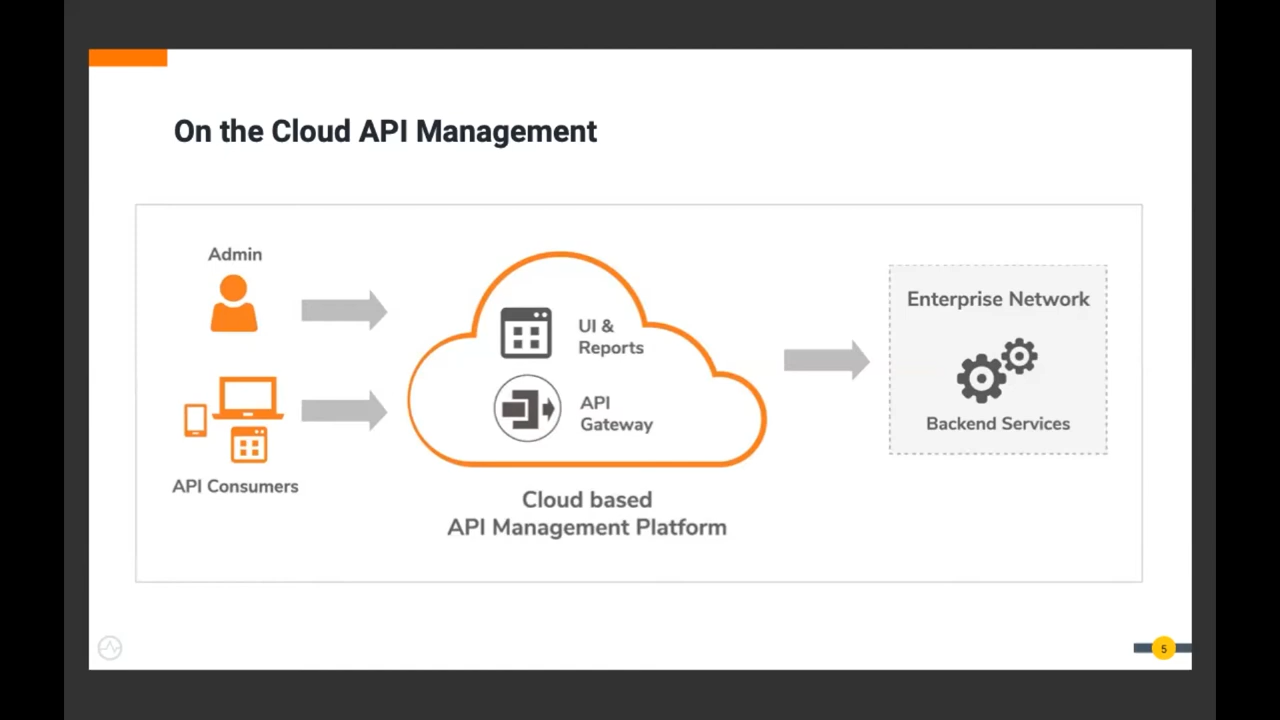 On the Cloud API Management
Admin
API Consumers
UI &
Reports
API
Gateway
Cloud based
API Management Platform
Enterprise Network
Backend Services
5